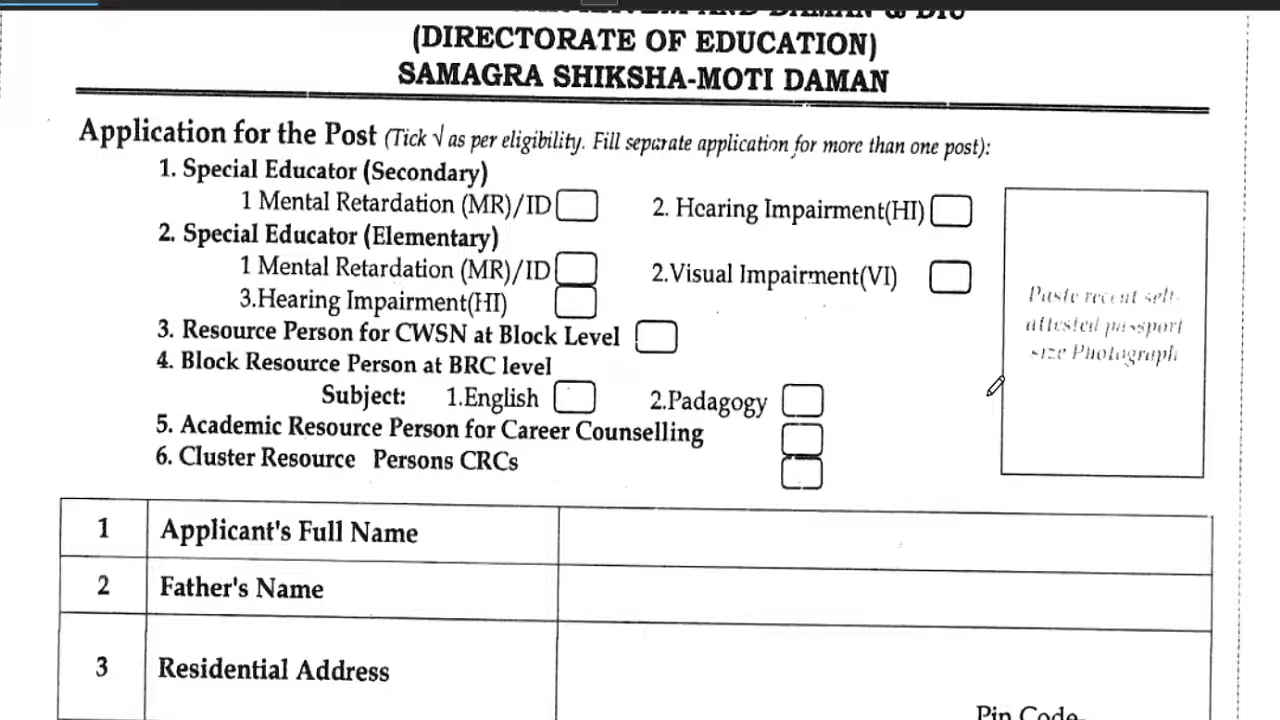 AND DAMAN & DIU
(DIRECTORATE OF EDUCATION)
SAMAGRA SHIKSHA-MOTI DAMAN
Application for the Post (Tick √ as per eligibility. Fill separate application for more than one post):
1. Special Educator (Secondary)
1 Mental Retardation (MR)/ID 2. Hearing Impairment(HI)
2. Special Educator (Elementary)
1 Mental Retardation (MR)/ID 2.Visual Impairment(VI)
3.Hearing Impairment(HI)
Paste recent self-
attested passport
size Photograph
3. Resource Person for CWSN at Block Level
4. Block Resource Person at BRC level
Subject: 1.English 2.Padagogy
5. Academic Resource Person for Career Counselling
6. Cluster Resource Persons CRCs
1 Applicant's Full Name
2 Father's Name
3 Residential Address
Pin Code-